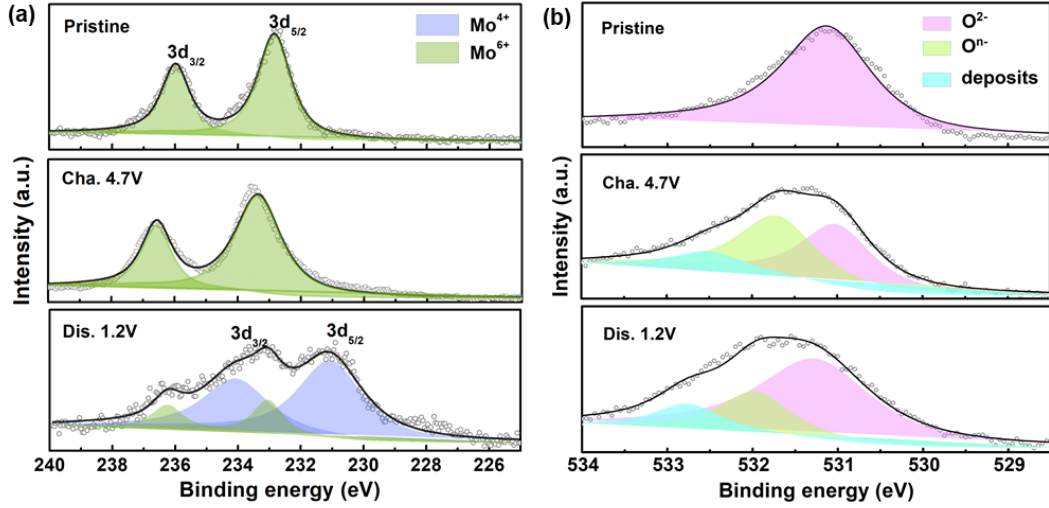 (a)
Pristine
3d3/2
3d5/2
Mo4+
Mo6+
Cha. 4.7V
Dis. 1.2V
3d3/2
3d5/2
Intensity (a.u.)
240 236 234 232 230 228 226
Binding energy (eV)
(b)
Pristine
O2-
On-
deposits
Cha. 4.7V
Dis. 1.2V
Intensity (a.u.)
534 533 532 531 530 529
Binding energy (eV)